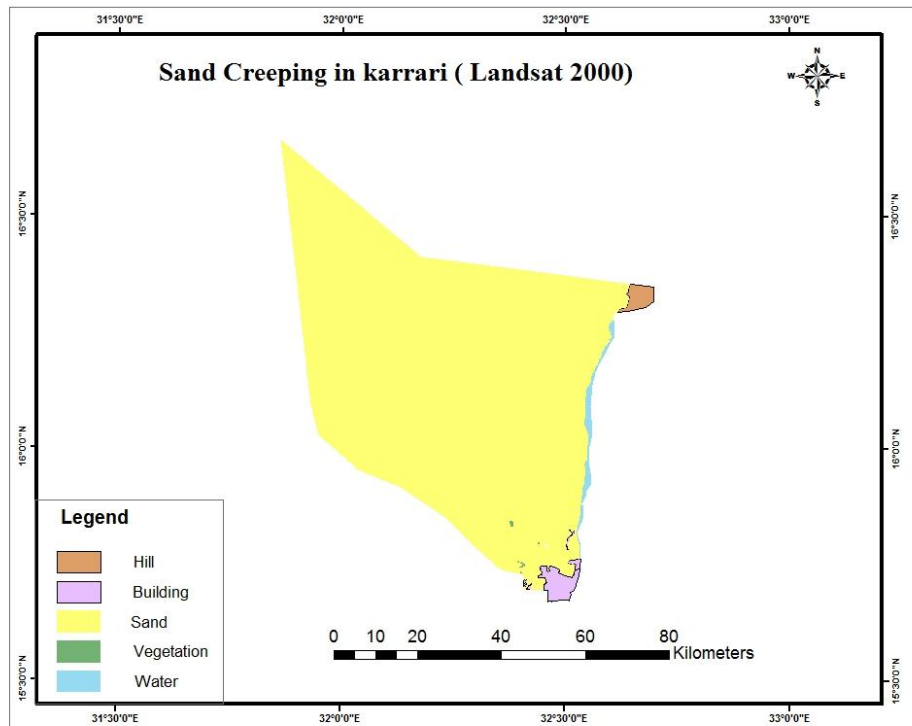 31°30'0"E 32°0'0"E 32°30'0"E 33°0'0"E
Sand Creeping in karrari ( Landsat 2000)
N
W E
S
16°30'0"N 16°30'0"N
16°0'0"N 16°0'0"N
Legend
Hill
Building
Sand
Vegetation
Water
0 10 20 40 60 80
Kilometers
15°30'0"N 15°30'0"N
31°30'0"E 32°0'0"E 32°30'0"E 33°0'0"E